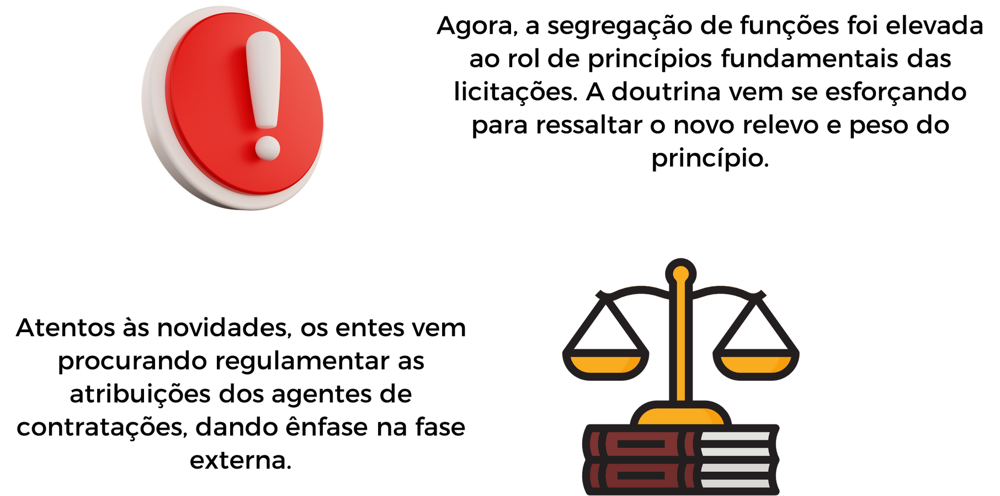 Agora, a segregação de funções foi elevada
ao rol de princípios fundamentais das
licitações. A doutrina vem se esforçando
para ressaltar o novo relevo e peso do
princípio.
Atentos às novidades, os entes vem
procurando regulamentar as
atribuições dos agentes de
contratações, dando ênfase na fase
externa.